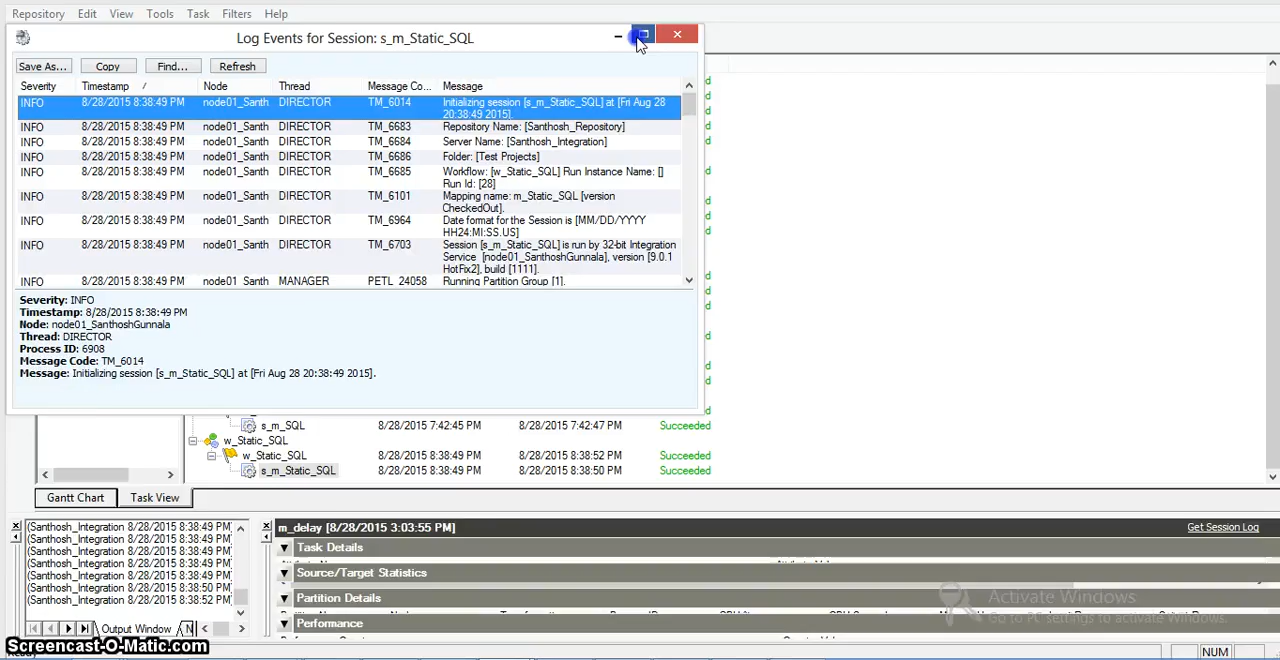 Repository Edit View Tools Task Filters Help
Log Events for Session: s_m_Static_SQL
Save As... Copy Find... Refresh
Severity Timestamp / Node Thread Message Co... Message
INFO 8/28/2015 8:38:49 PM node01_Santh DIRECTOR TM_6014 Initializing session [s_m_Static_SQL] at [Fri Aug 28
20:38:49 2015].
INFO 8/28/2015 8:38:49 PM node01_Santh DIRECTOR TM_6683 Repository Name: [Santhosh_Repository]
INFO 8/28/2015 8:38:49 PM node01_Santh DIRECTOR TM_6684 Server Name: [Santhosh_Integration]
INFO 8/28/2015 8:38:49 PM node01_Santh DIRECTOR TM_6686 Folder: [Test Projects]
INFO 8/28/2015 8:38:49 PM node01_Santh DIRECTOR TM_6685 Workflow: [w_Static_SQL] Run Instance Name: []
Run Id: [28]
INFO 8/28/2015 8:38:49 PM node01_Santh DIRECTOR TM_6101 Mapping name: m_Static_SQL [version
CheckedOut].
INFO 8/28/2015 8:38:49 PM node01_Santh DIRECTOR TM_6964 Date format for the Session is [MM/DD/YYYY
HH24:MI:SS.US]
INFO 8/28/2015 8:38:49 PM node01_Santh DIRECTOR TM_6703 Session [s_m_Static_SQL] is run by 32-bit Integration
Service [node01_SanthoshGunnala], version [9.0.1
HotFix2], build [1111].
INFO 8/28/2015 8:38:49 PM node01_Santh MANAGER PETL_24058 Running Partition Group [1].
Severity: INFO
Timestamp: 8/28/2015 8:38:49 PM
Node: node01_SanthoshGunnala
Thread: DIRECTOR
Process ID: 6908
Message Code: TM_6014
Message: Initializing session [s_m_Static_SQL] at [Fri Aug 28 20:38:49 2015].
s_m_SQL 8/28/2015 7:42:45 PM 8/28/2015 7:42:47 PM Succeeded
w_Static_SQL
w_Static_SQL 8/28/2015 8:38:49 PM 8/28/2015 8:38:52 PM Succeeded
s_m_Static_SQL 8/28/2015 8:38:49 PM 8/28/2015 8:38:50 PM Succeeded
Gantt Chart Task View
(Santhosh_Integration 8/28/2015 8:38:49 PM)
(Santhosh_Integration 8/28/2015 8:38:49 PM)
(Santhosh_Integration 8/28/2015 8:38:49 PM)
(Santhosh_Integration 8/28/2015 8:38:49 PM)
(Santhosh_Integration 8/28/2015 8:38:49 PM)
(Santhosh_Integration 8/28/2015 8:38:50 PM)
(Santhosh_Integration 8/28/2015 8:38:52 PM)
Output Window N
m_delay [8/28/2015 3:03:55 PM] Get Session Log
Task Details
Source/Target Statistics
Partition Details
Performance
Activate Windows
Go to PC settings to activate Windows.
Screencast-O-Matic.com
NUM